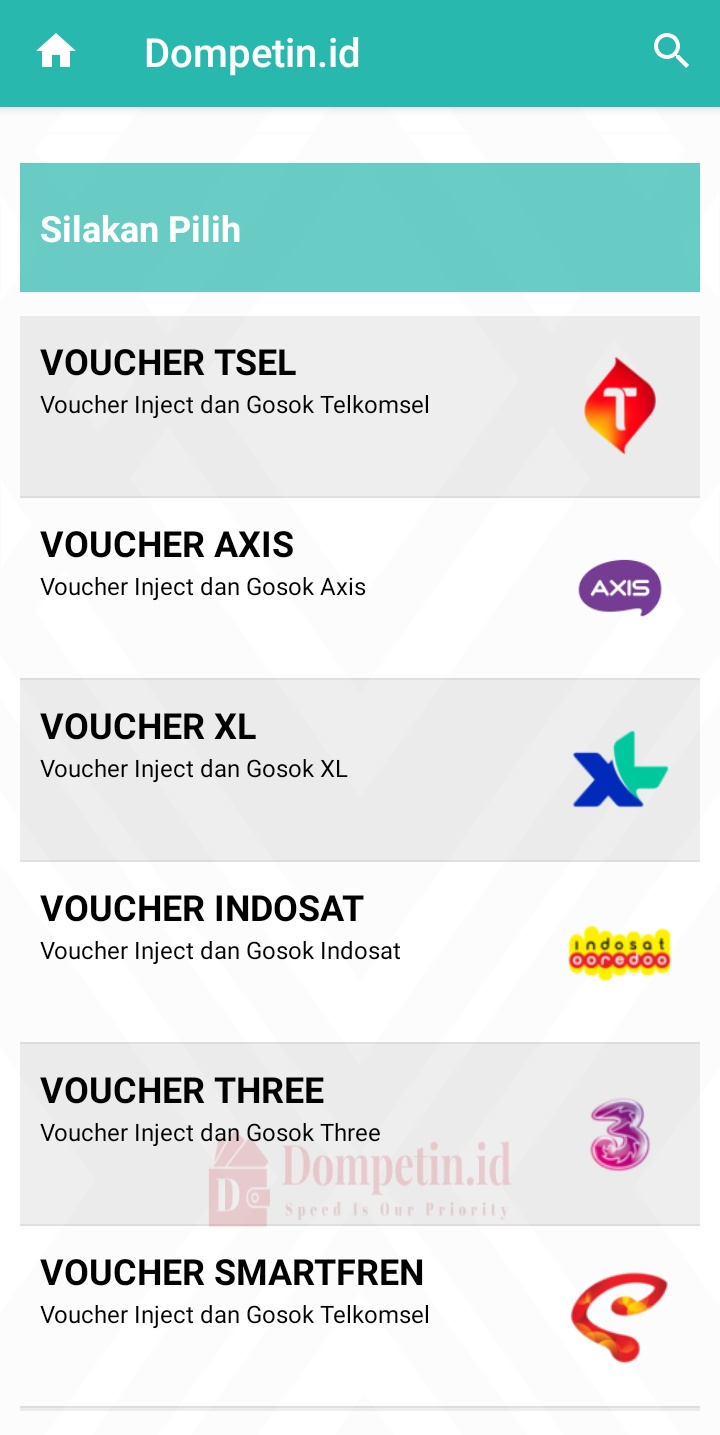 Dompetin.id
Silakan Pilih
VOUCHER TSEL
Voucher Inject dan Gosok Telkomsel
T
VOUCHER AXIS
Voucher Inject dan Gosok Axis
AXIS
VOUCHER XL
Voucher Inject dan Gosok XL
XL
VOUCHER INDOSAT
Voucher Inject dan Gosok Indosat
indosat
ooredoo
VOUCHER THREE
Voucher Inject dan Gosok Three
3
D
Dompetin.id
Speed Is Our Priority
VOUCHER SMARTFREN
Voucher Inject dan Gosok Telkomsel